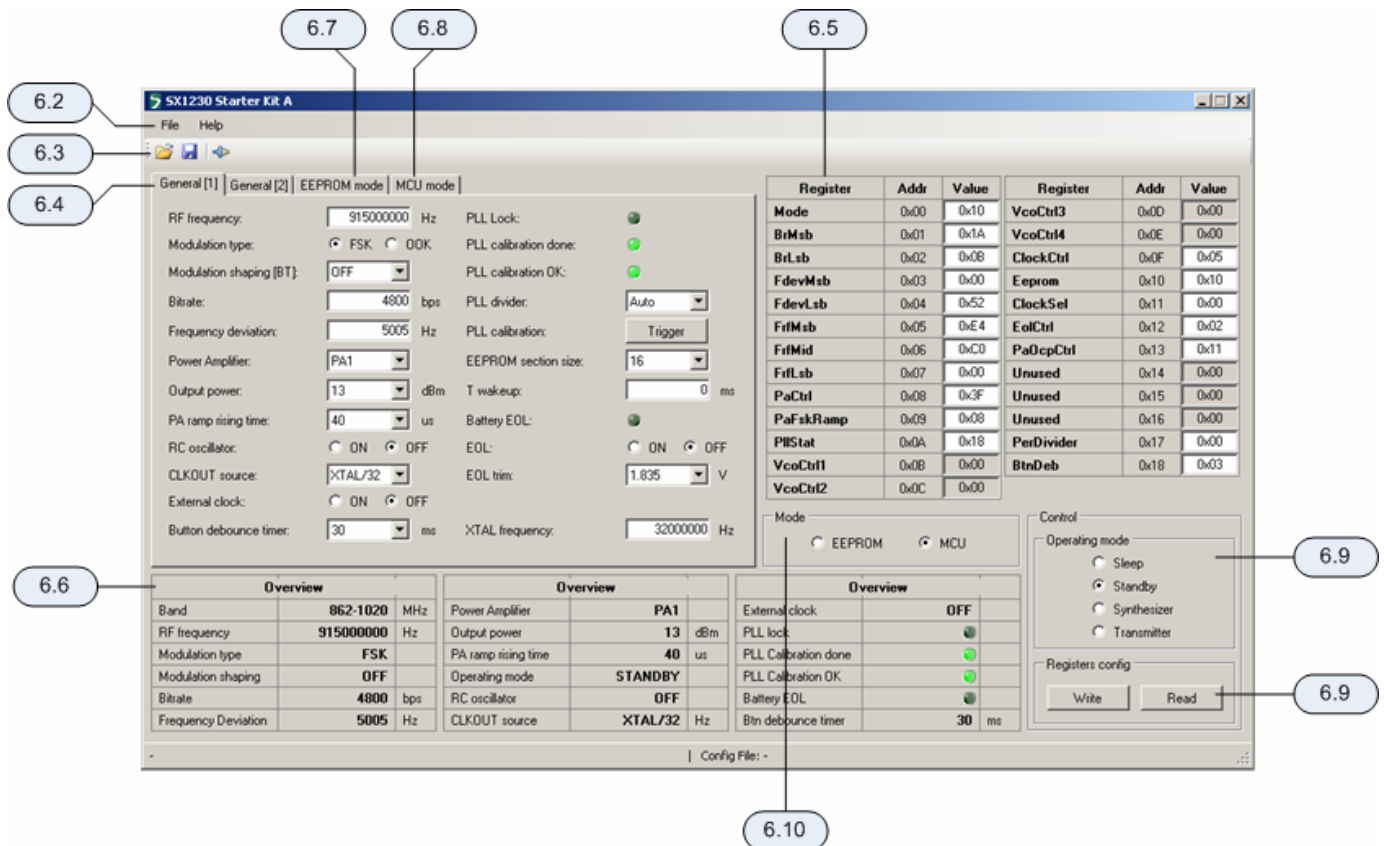 6.7
6.8
6.5
6.2
6.3
6.4
SX1230 Starter Kit A
File Help
General [1] General [2] EEPROM mode MCU mode
RF frequency: 915000000 Hz PLL Lock:
Modulation type: FSK OOK PLL calibration done:
Modulation shaping [BT]: OFF PLL calibration OK:
Bitrate: 4800 bps PLL divider: Auto
Frequency deviation: 5005 Hz PLL calibration: Trigger
Power Amplifier: PA1 EEPROM section size: 16
Output power: 13 dBm T wakeup: 0 ms
PA ramp rising time: 40 us Battery EOL:
RC oscillator: ON OFF EOL: ON OFF
CLKOUT source: XTAL/32 EOL trim: 1.835 V
External clock: ON OFF
Button debounce timer: 30 ms XTAL frequency: 32000000 Hz
Register Addr Value Register Addr Value
Mode 0x00 0x10 VcoCtrl3 0x0D 0x00
BrMsb 0x01 0x1A VcoCtrl4 0x0E 0x00
BrLsb 0x02 0x0B ClockCtrl 0x0F 0x05
FdevMsb 0x03 0x00 Eeprom 0x10 0x10
FdevLsb 0x04 0x52 ClockSel 0x11 0x00
FrfMsb 0x05 0xE4 EolCtrl 0x12 0x02
FrfMid 0x06 0xC0 PaOcpCtrl 0x13 0x11
FrfLsb 0x07 0x00 Unused 0x14 0x00
PaCtrl 0x08 0x3F Unused 0x15 0x00
PaFskRamp 0x09 0x08 Unused 0x16 0x00
PllStat 0x0A 0x18 PerDivider 0x17 0x00
VcoCtrl1 0x0B 0x00 BtnDeb 0x18 0x03
VcoCtrl2 0x0C 0x00
Mode
EEPROM MCU
Control
Operating mode
Sleep
Standby
Synthesizer
Transmitter
Registers config
Write Read
6.9
6.9
6.6
Overview Overview Overview
Band 862-1020 MHz Power Amplifier PA1 External clock OFF
RF frequency 915000000 Hz Output power 13 dBm PLL lock
Modulation type FSK PA ramp rising time 40 us PLL Calibration done
Modulation shaping OFF Operating mode STANDBY PLL Calibration OK
Bitrate 4800 bps RC oscillator OFF Battery EOL
Frequency Deviation 5005 Hz CLKOUT source XTAL/32 Hz Btn debounce timer 30 ms
- Config File: -
6.10